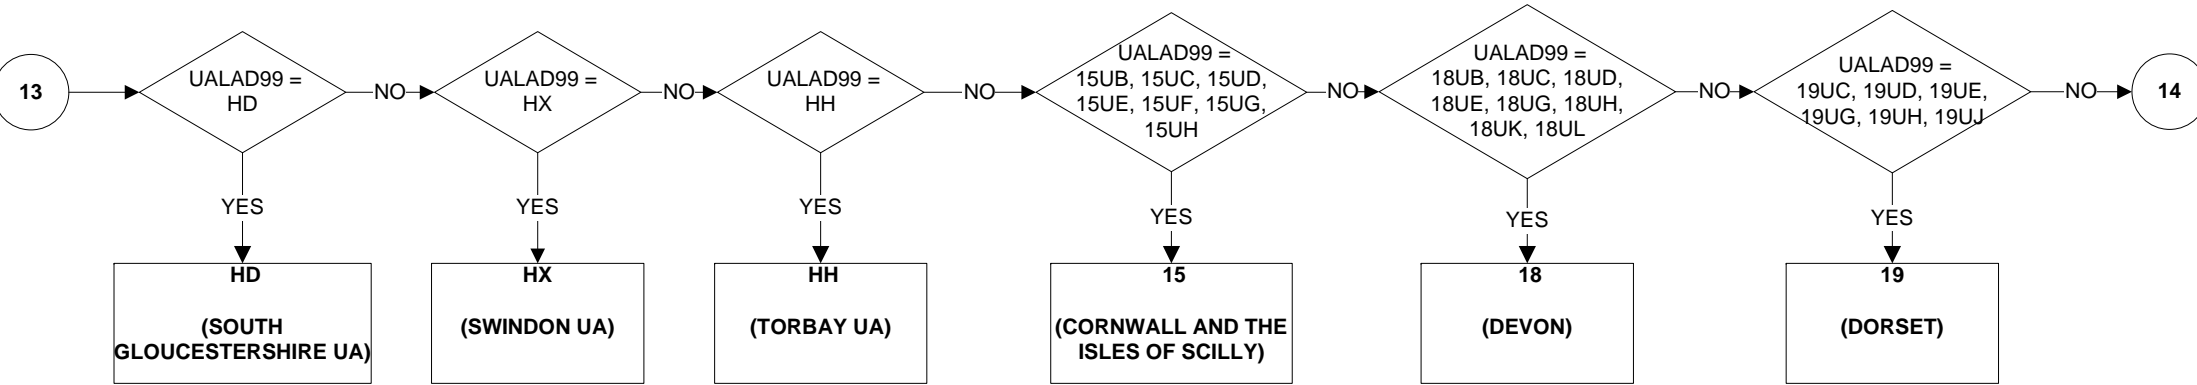 13
UALAD99 =
HD
NO
UALAD99 =
HX
NO
UALAD99 =
HH
NO
UALAD99 =
15UB, 15UC, 15UD,
15UE, 15UF, 15UG,
15UH
NO
UALAD99 =
18UB, 18UC, 18UD,
18UE, 18UG, 18UH,
18UK, 18UL
NO
UALAD99 =
19UC, 19UD, 19UE,
19UG, 19UH, 19UJ
NO
14
YES
YES
YES
YES
YES
YES
HD
(SOUTH
GLOUCESTERSHIRE UA)
HX
(SWINDON UA)
HH
(TORBAY UA)
15
(CORNWALL AND THE
ISLES OF SCILLY)
18
(DEVON)
19
(DORSET)